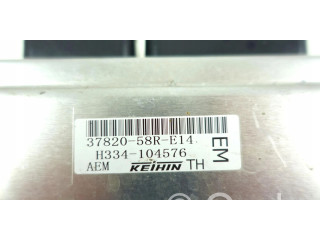 37820-58R-E14
H334-104576
AEM KEIHIN TH
EM